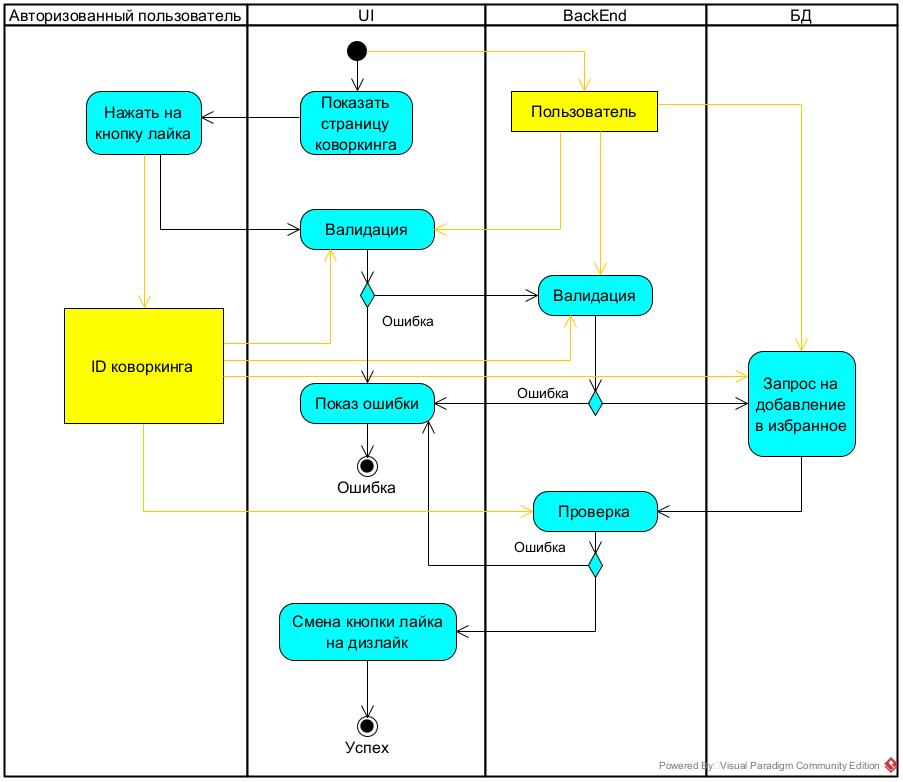 Авторизованный пользователь
UI
BackEnd
БД
Показать
страницу
коворкинга
Нажать на
кнопку лайка
Пользователь
Валидация
Валидация
Ошибка
ID коворкинга
Показ ошибки
Ошибка
Запрос на
добавление
в избранное
Ошибка
Проверка
Ошибка
Смена кнопки лайка
на дизлайк
Успех
Powered By Visual Paradigm Community Edition